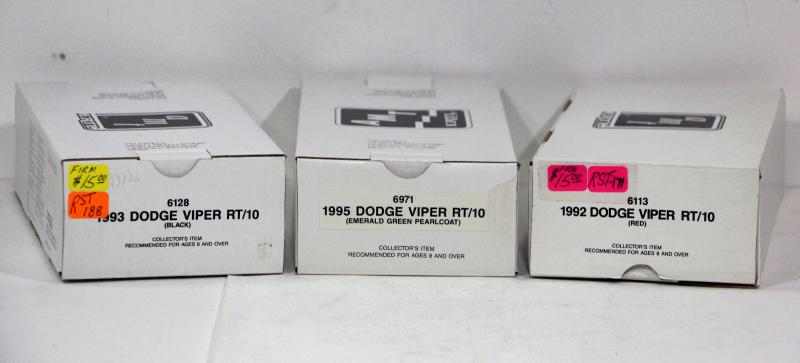 FIRM
$15.00
RST
188
6128
1993 DODGE VIPER RT/10
(BLACK)
COLLECTOR'S ITEM
RECOMMENDED FOR AGES 8 AND OVER
6971
1995 DODGE VIPER RT/10
(EMERALD GREEN PEARLCOAT)
COLLECTOR'S ITEM
RECOMMENDED FOR AGES 8 AND OVER
FIRM
$15.00
6113
1992 DODGE VIPER RT/10
(RED)
COLLECTOR'S ITEM
RECOMMENDED FOR AGES 8 AND OVER